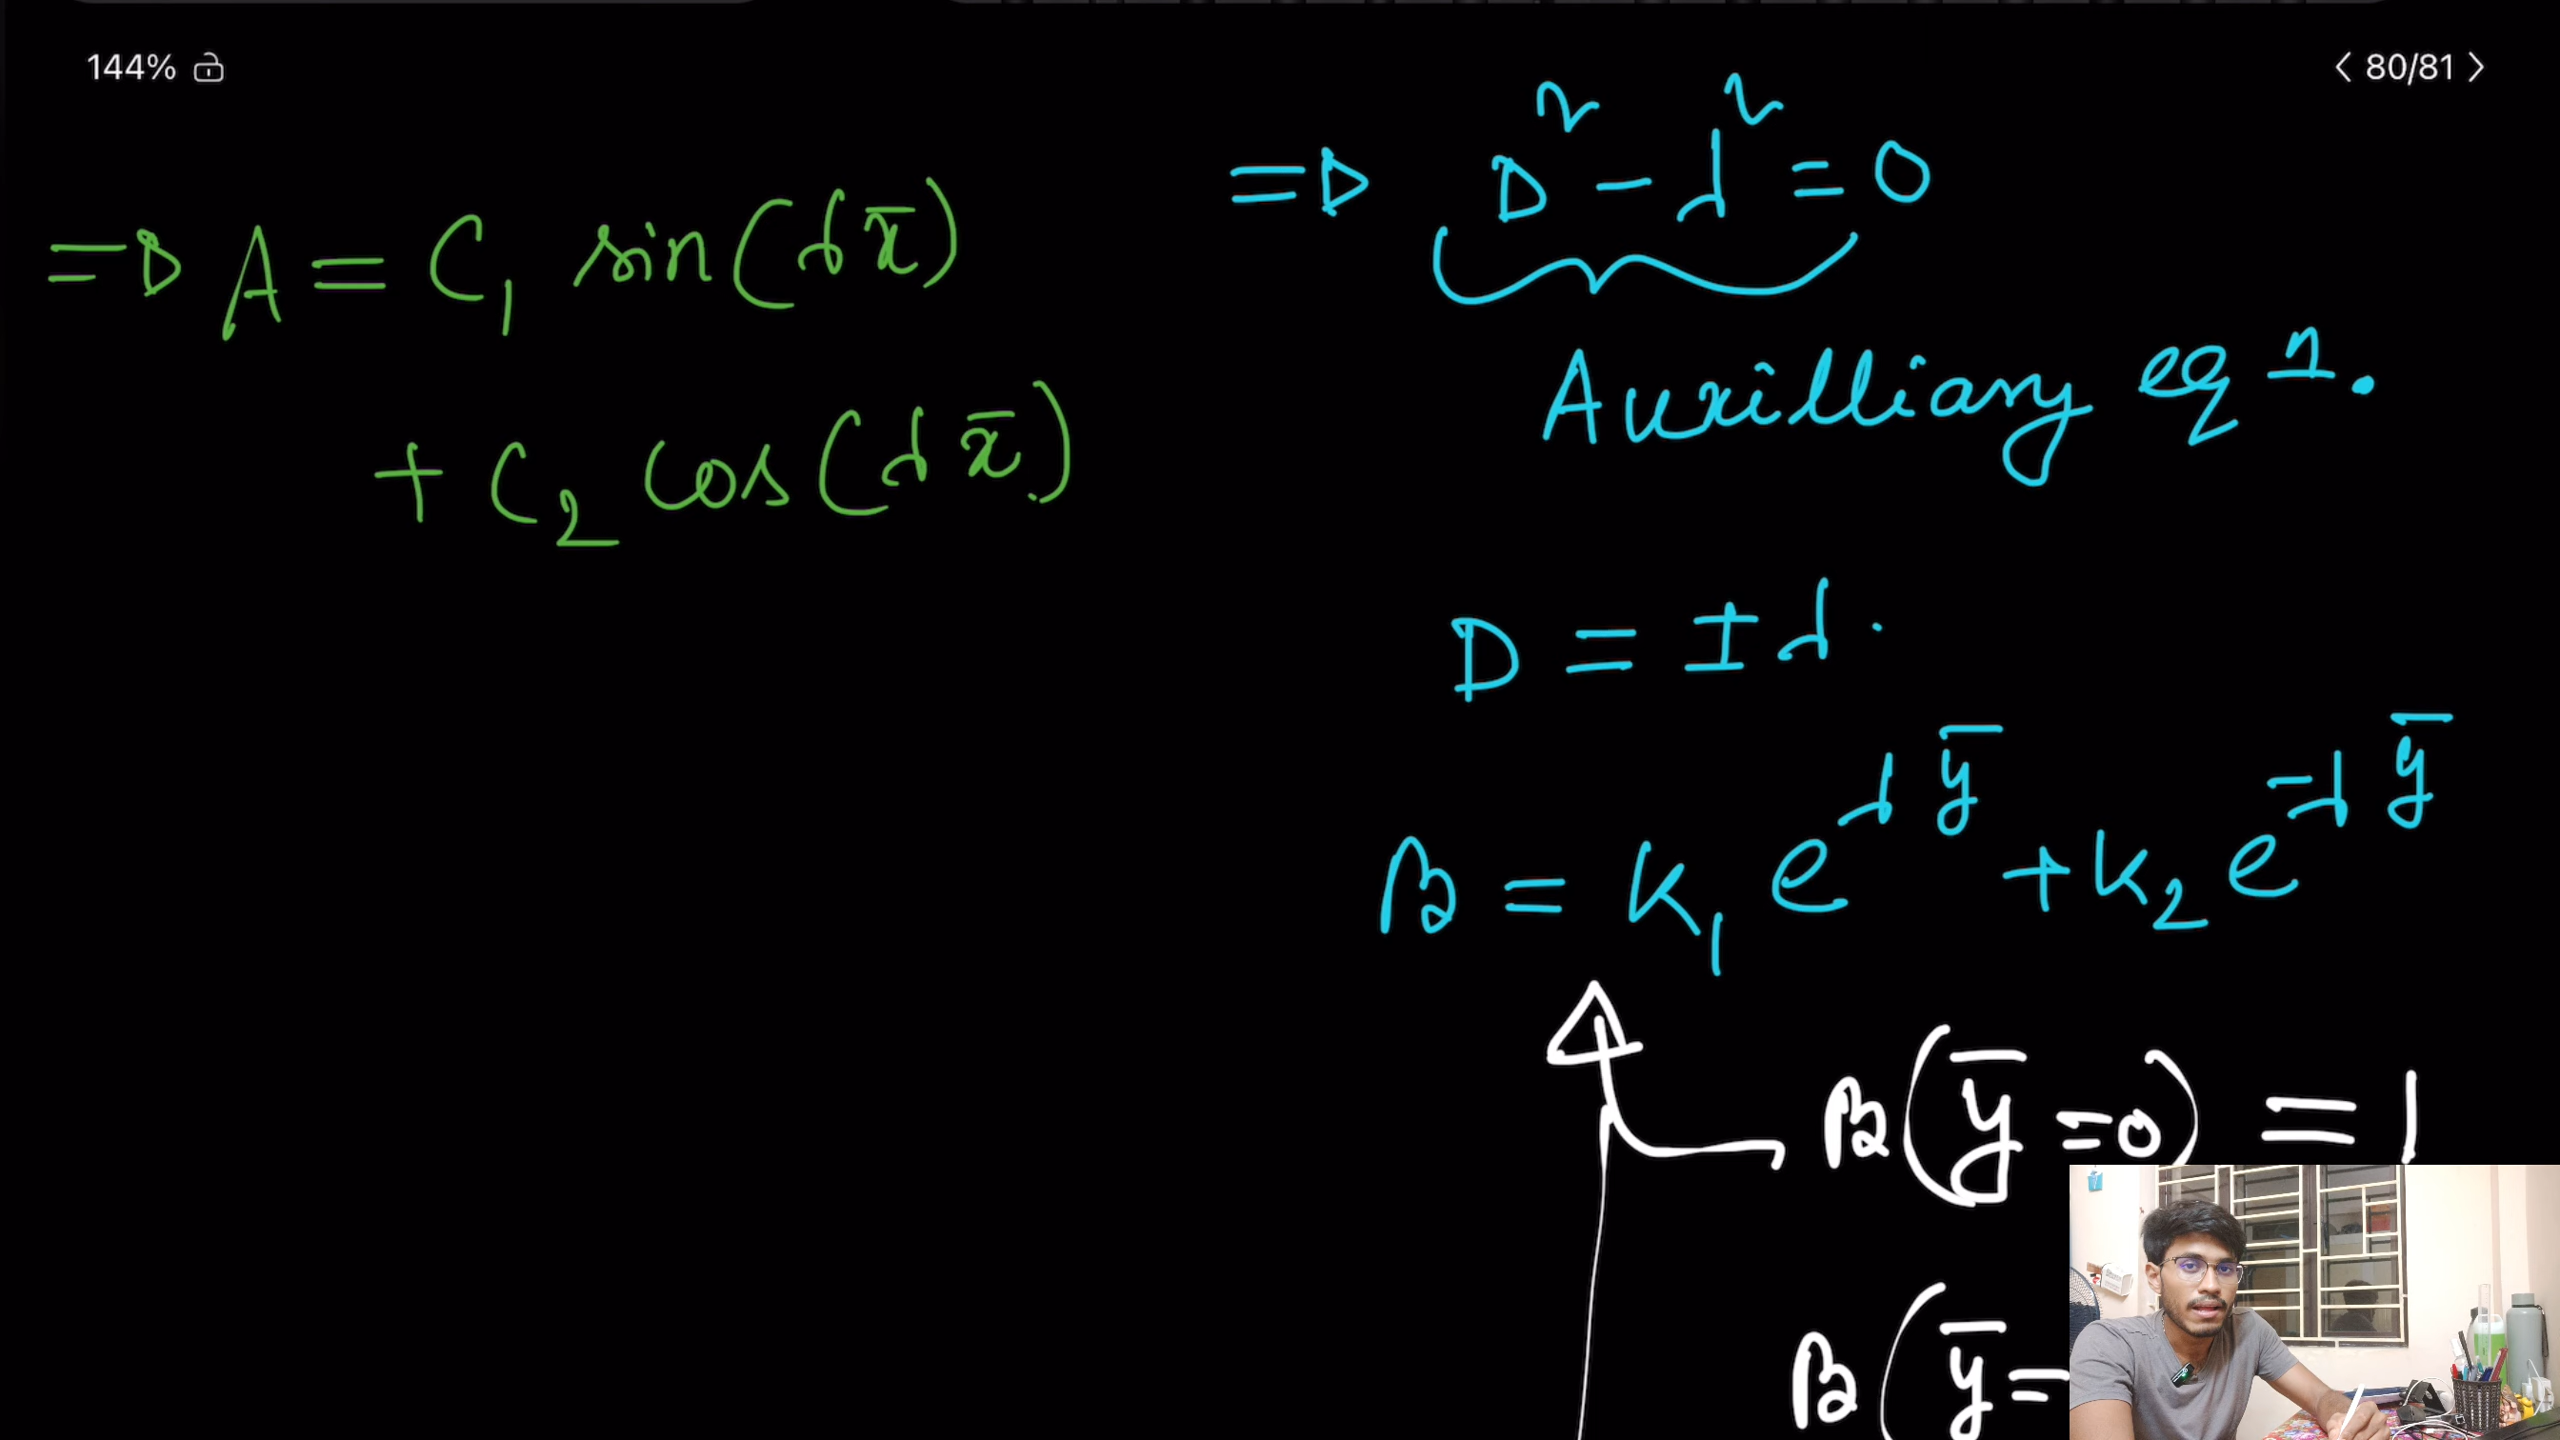 144%
< 80/81 >
=> A = C₁ sin(λx̄)
+ C₂ cos(λx̄)
=> D² - λ² = 0
Auxilliary eqn.
D = ±λ.
B = K₁ e^{λȳ} + K₂ e^{-λȳ}
B(ȳ=0) = 1
B(ȳ=